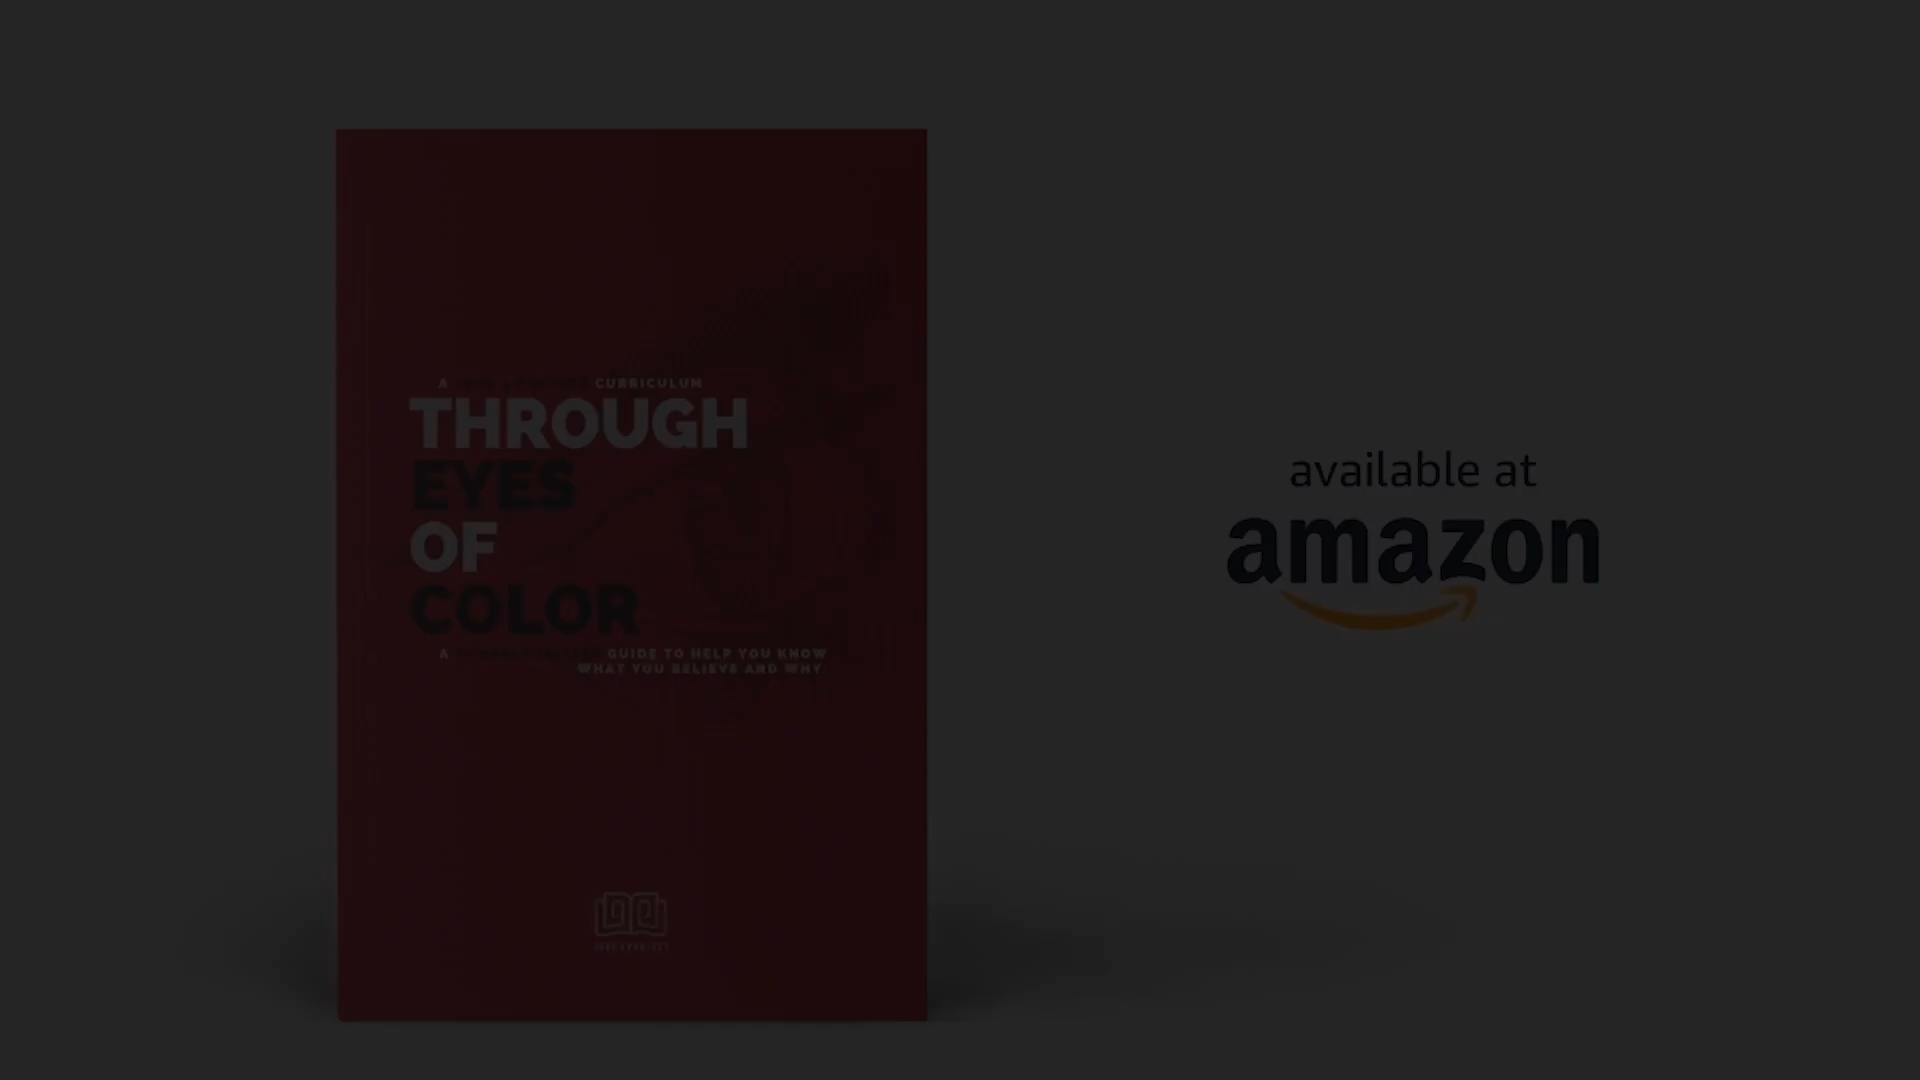 A CURRICULUM
THROUGH
EYES
OF
COLOR
A GUIDE TO HELP YOU KNOW
WHAT YOU BELIEVE AND WHY
available at
amazon